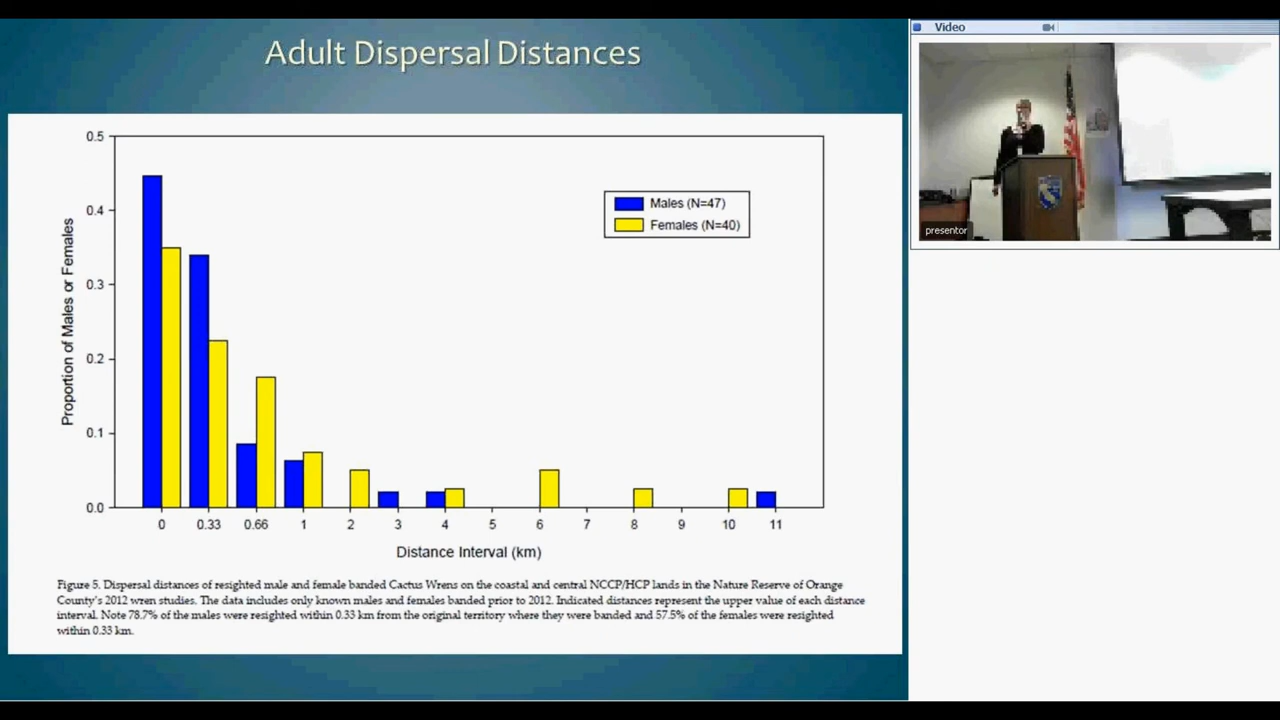 Adult Dispersal Distances
Video
presentor
0.5
0.4
0.3
0.2
0.1
0.0
Proportion of Males or Females
Males (N=47)
Females (N=40)
0 0.33 0.66 1 2 3 4 5 6 7 8 9 10 11
Distance Interval (km)
Figure 5. Dispersal distances of resighted male and female banded Cactus Wrens on the coastal and central NCCP/HCP lands in the Nature Reserve of Orange
County's 2012 wren studies. The data includes only known males and females banded prior to 2012. Indicated distances represent the upper value of each distance
interval. Note 78.7% of the males were resighted within 0.33 km from the original territory where they were banded and 57.5% of the females were resighted
within 0.33 km.